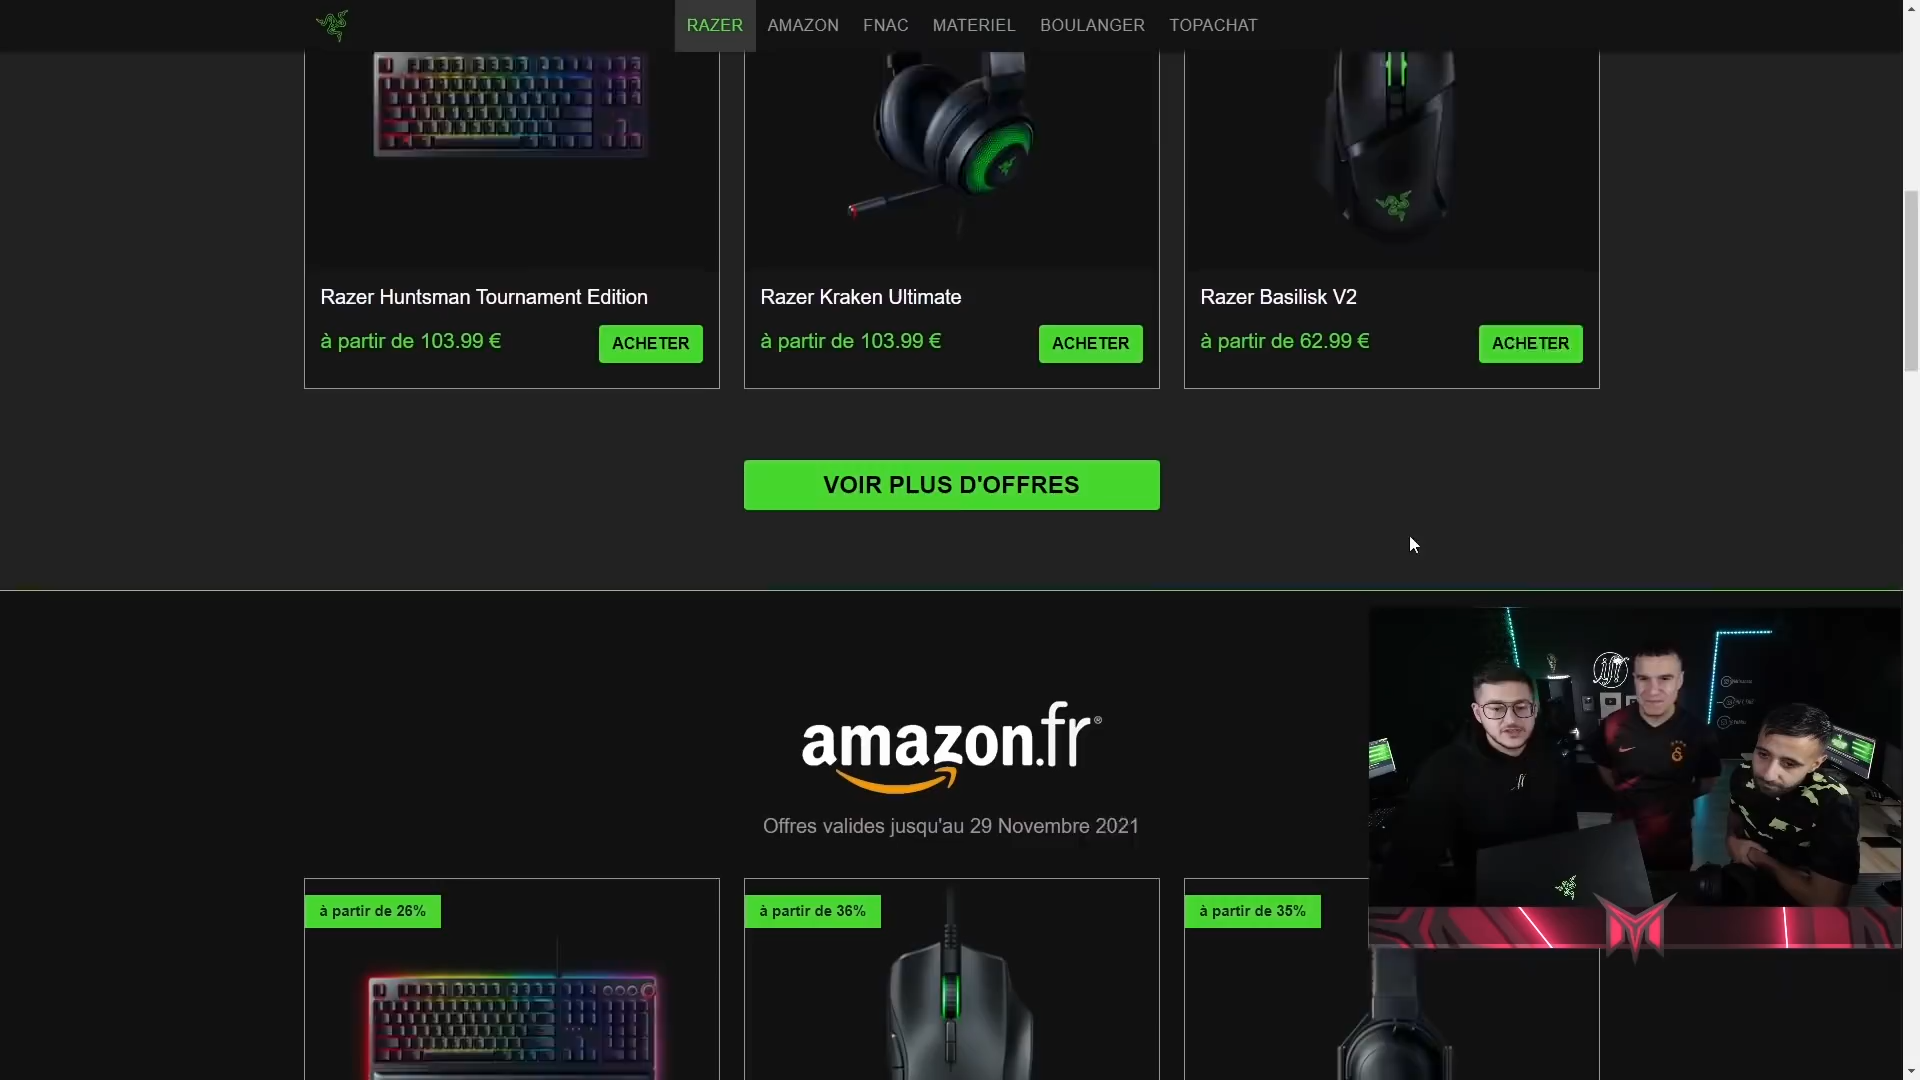 RAZER AMAZON FNAC MATERIEL BOULANGER TOPACHAT
Razer Huntsman Tournament Edition
à partir de 103.99 €
ACHETER
Razer Kraken Ultimate
à partir de 103.99 €
ACHETER
Razer Basilisk V2
à partir de 62.99 €
ACHETER
VOIR PLUS D'OFFRES
amazon.fr®
Offres valides jusqu'au 29 Novembre 2021
à partir de 26%
à partir de 36%
à partir de 35%